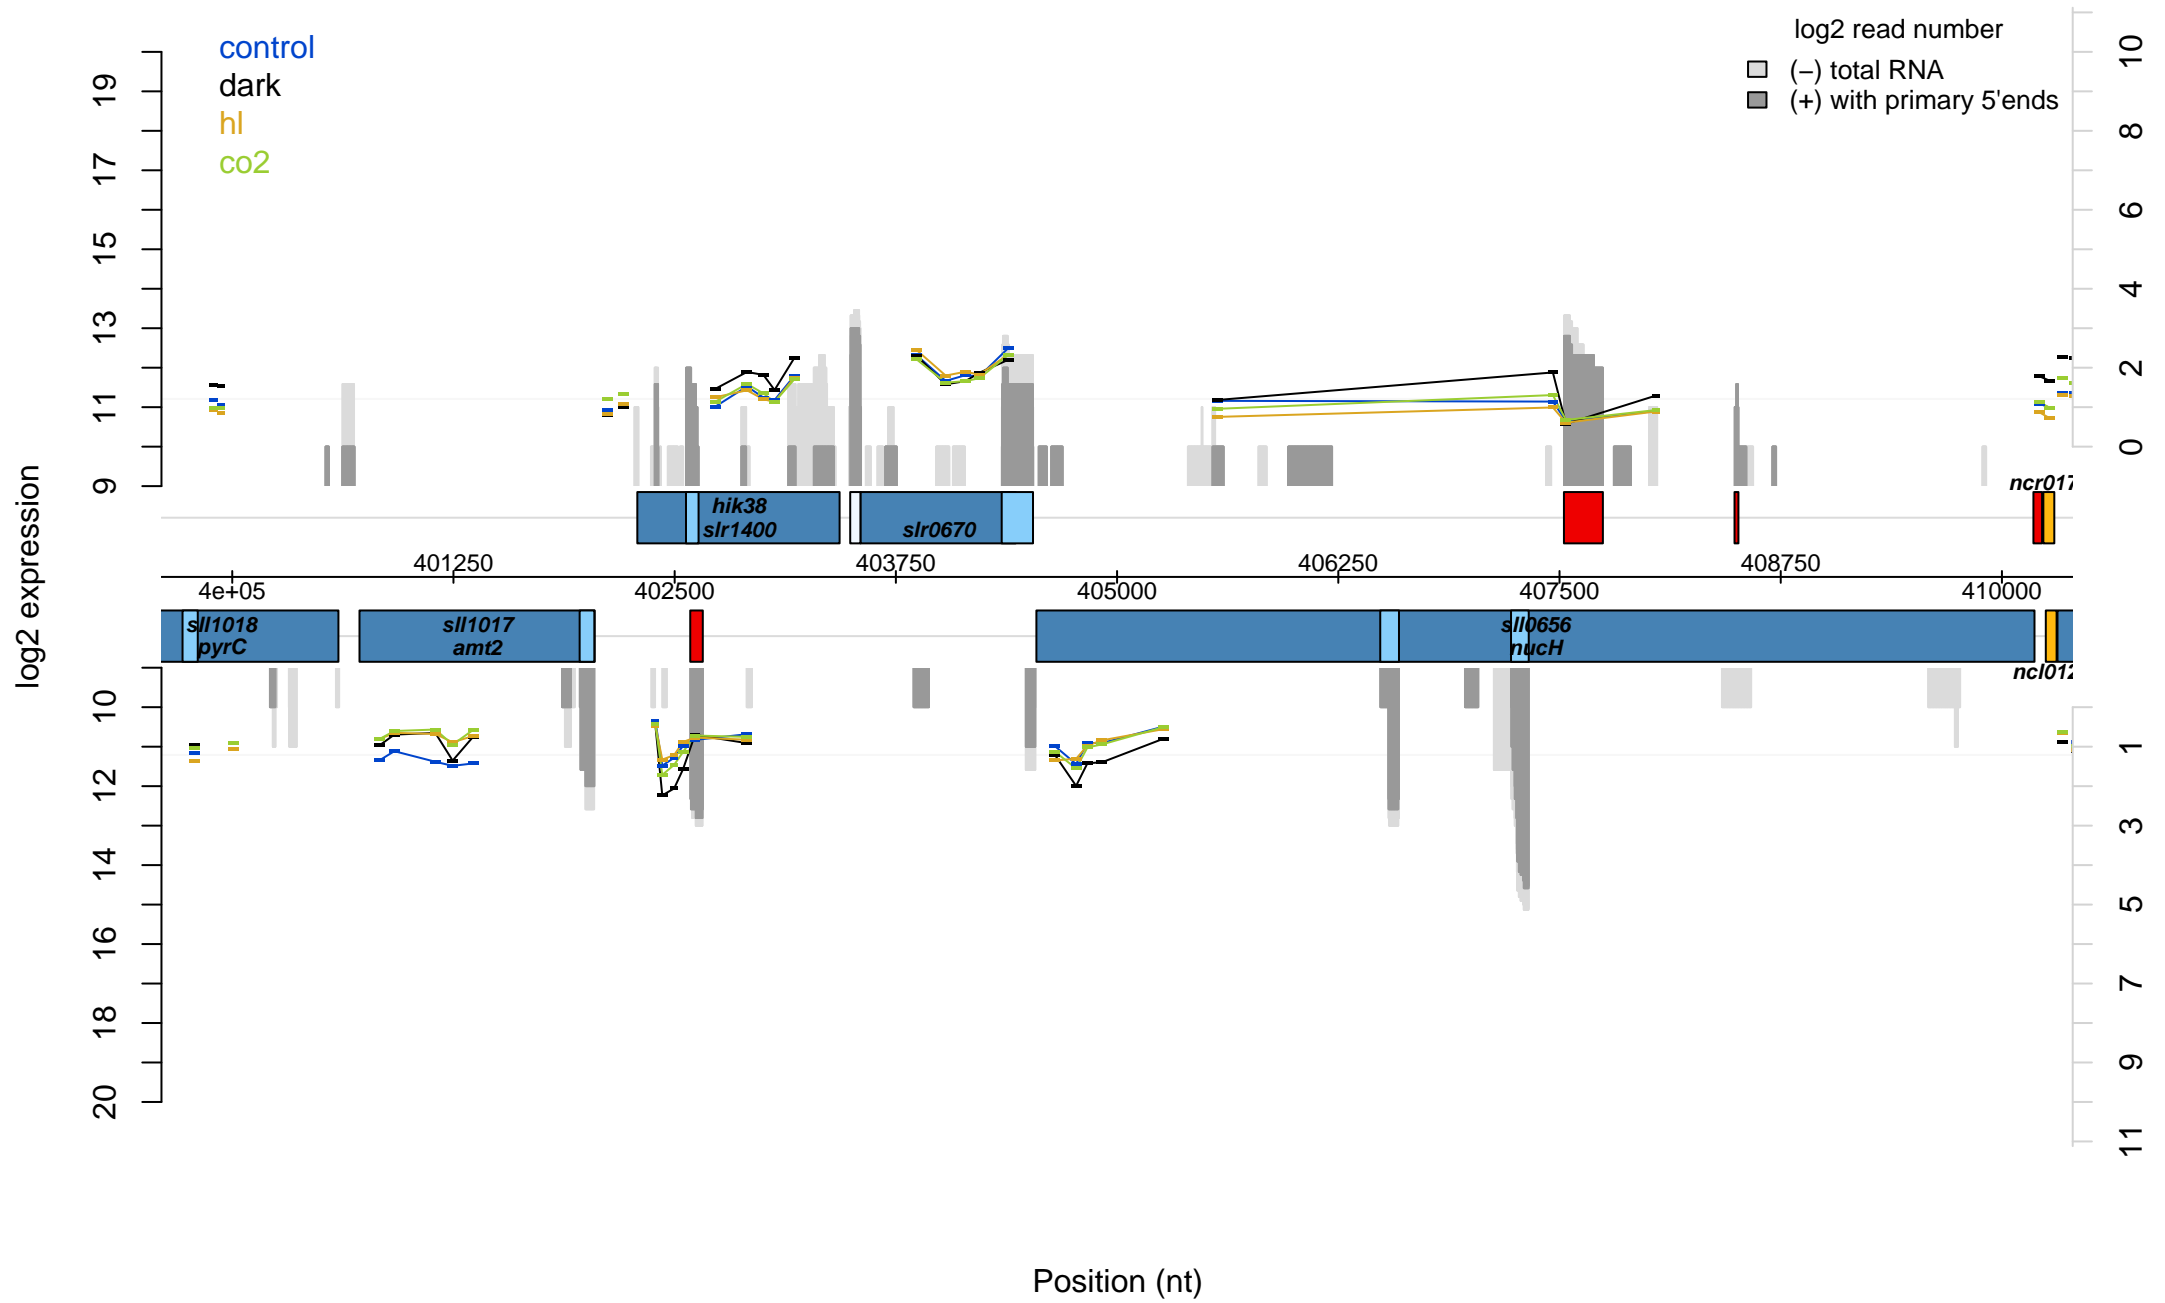 control
dark
hl
co2
log2 read number
(−) total RNA
(+) with primary 5'ends
19
17
15
13
11
9
10
8
6
4
2
0
log2 expression
ncr017
hik38
slr1400
slr0670
401250
403750
406250
408750
4e+05
402500
405000
407500
410000
sll1018
pyrC
sll1017
amt2
sll0656
nucH
ncl012
10
12
14
16
18
20
1
3
5
7
9
11
Position (nt)